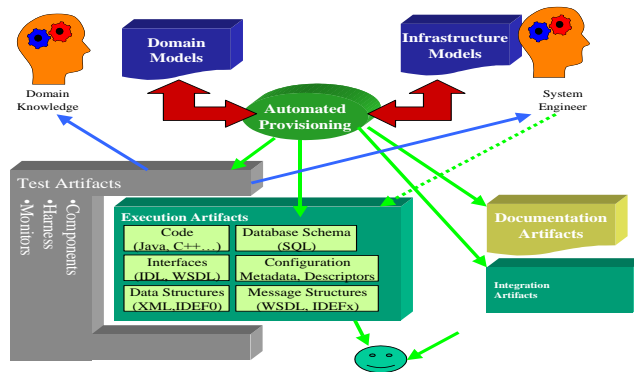 Domain
Models
Infrastructure
Models
Domain
Knowledge
System
Engineer
Automated
Provisioning
Test Artifacts
•Components
•Harness
•Monitors
Execution Artifacts
Code
(Java, C++...)
Database Schema
(SQL)
Interfaces
(IDL, WSDL)
Configuration
Metadata, Descriptors
Data Structures
(XML,IDEF0)
Message Structures
(WSDL, IDEFx)
Documentation
Artifacts
Integration
Artifacts